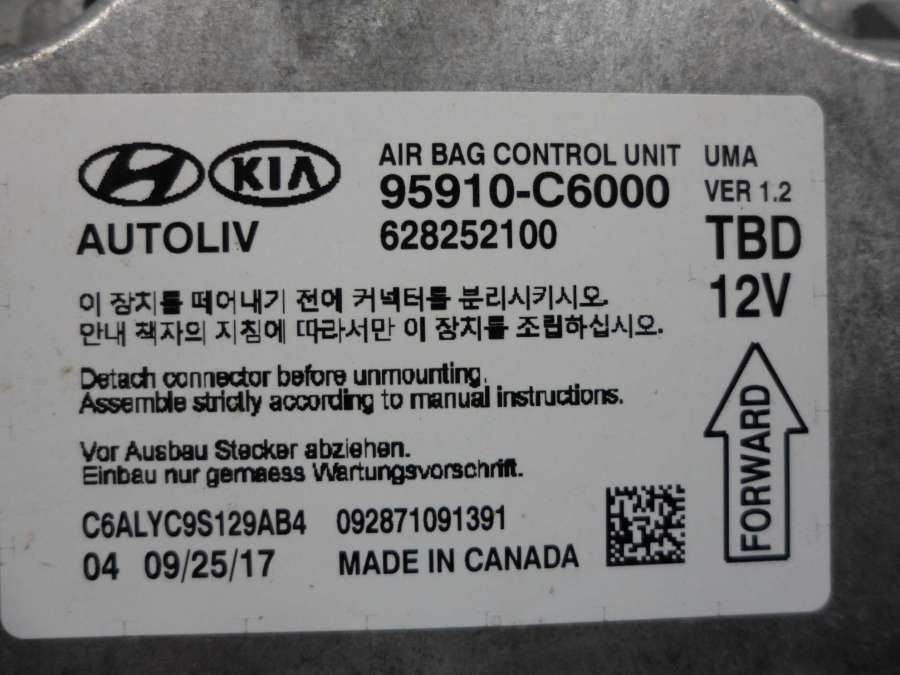 KIA
AIR BAG CONTROL UNIT UMA
95910-C6000 VER 1.2
AUTOLIV 628252100 TBD
12V
이 장치를 떼어내기 전에 커넥터를 분리시키시오.
안내 책자의 지침에 따라서만 이 장치를 조립하십시오.
Detach connector before unmounting.
Assemble strictly according to manual instructions.
Vor Ausbau Stecker abziehen.
Einbau nur gemaess Wartungsvorschrift.
FORWARD
C6ALYC9S129AB4 092871091391
04 09/25/17 MADE IN CANADA